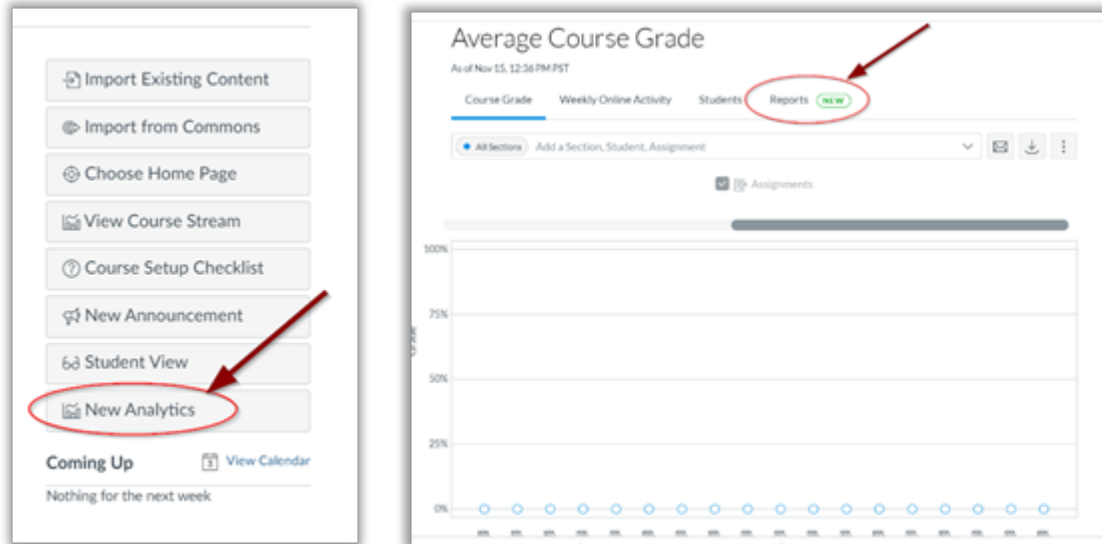 Import Existing Content
Import from Commons
Choose Home Page
View Course Stream
Course Setup Checklist
New Announcement
Student View
New Analytics
Coming Up
3 View Calendar
Nothing for the next week
Average Course Grade
As of Nov 15, 12:36 PM PST
Course Grade Weekly Online Activity Students Reports NEW
All Sections Add a Section, Student, Assignment
Assignments
100%
75%
Grade
50%
25%
0%